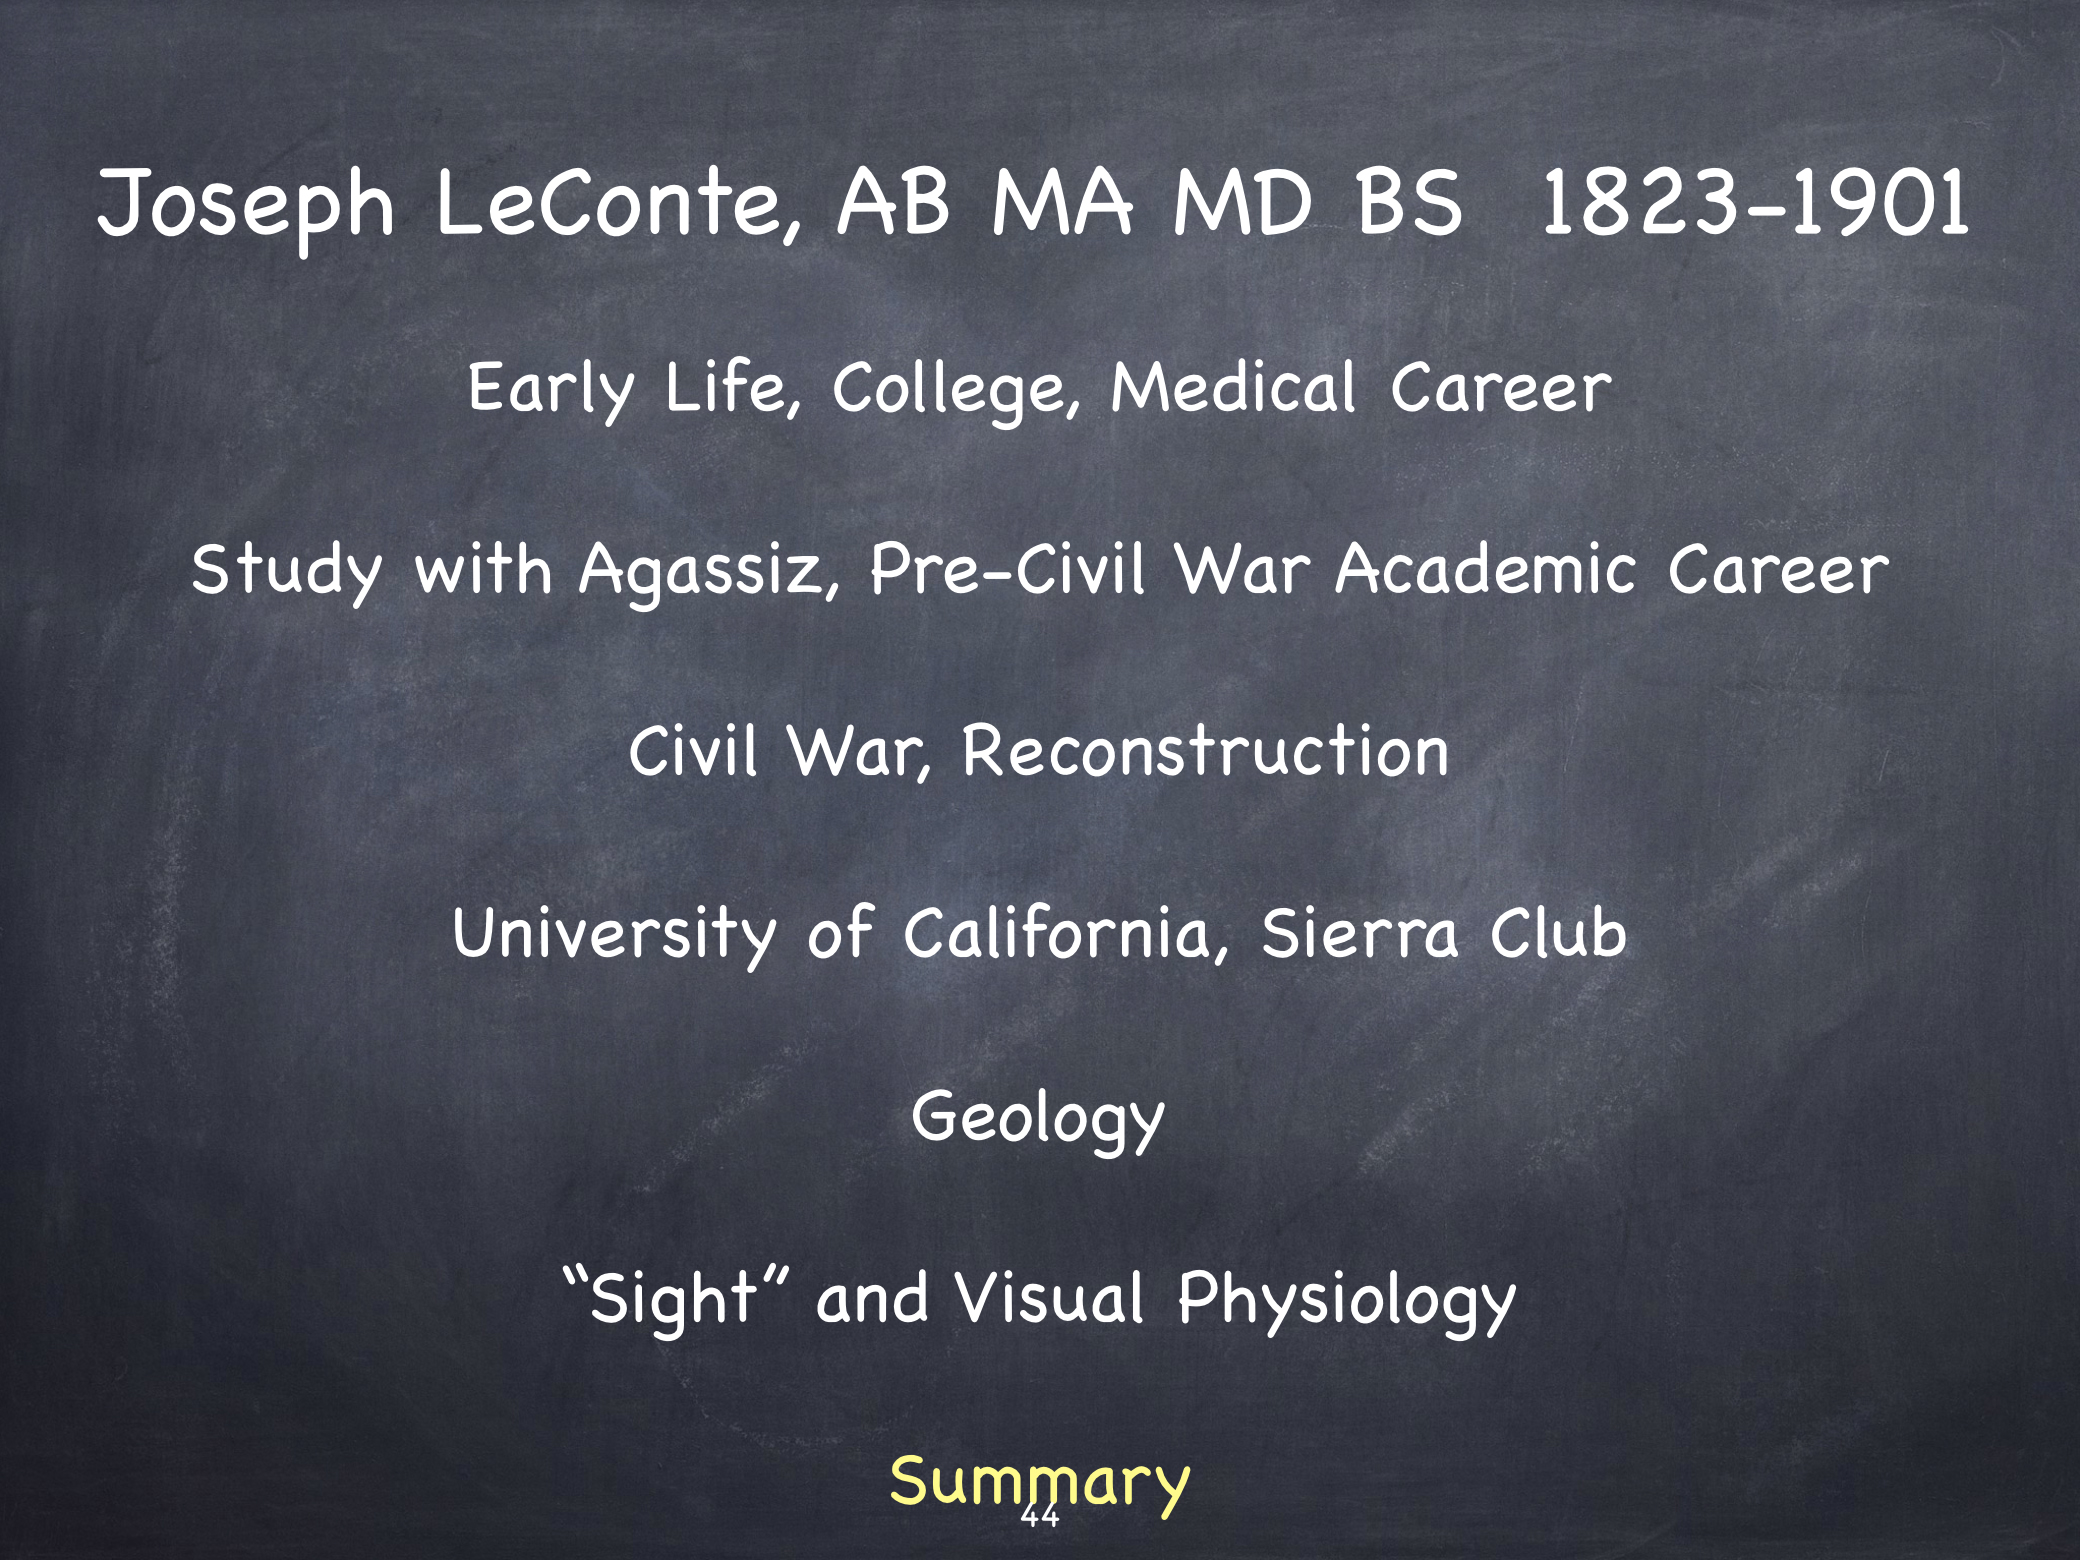 Joseph LeConte, AB MA MD BS 1823-1901
Early Life, College, Medical Career
Study with Agassiz, Pre-Civil War Academic Career
Civil War, Reconstruction
University of California, Sierra Club
Geology
“Sight” and Visual Physiology
Summary
44